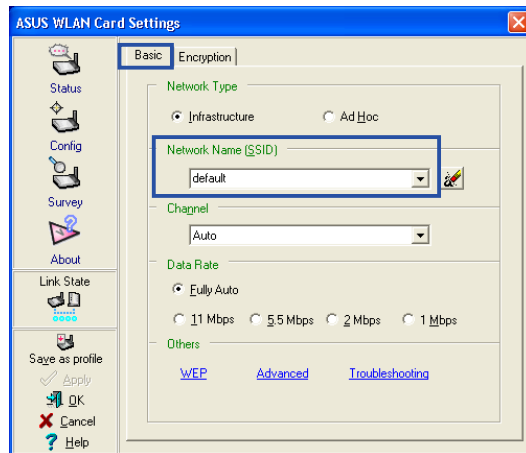 ASUS WLAN Card Settings
Status
Config
Survey
About
Link State
Save as profile
Apply
OK
Cancel
Help
Basic Encryption
Network Type
Infrastructure Ad Hoc
Network Name (SSID)
default
Channel
Auto
Data Rate
Fully Auto
11 Mbps 5.5 Mbps 2 Mbps 1 Mbps
Others
WEP Advanced Troubleshooting